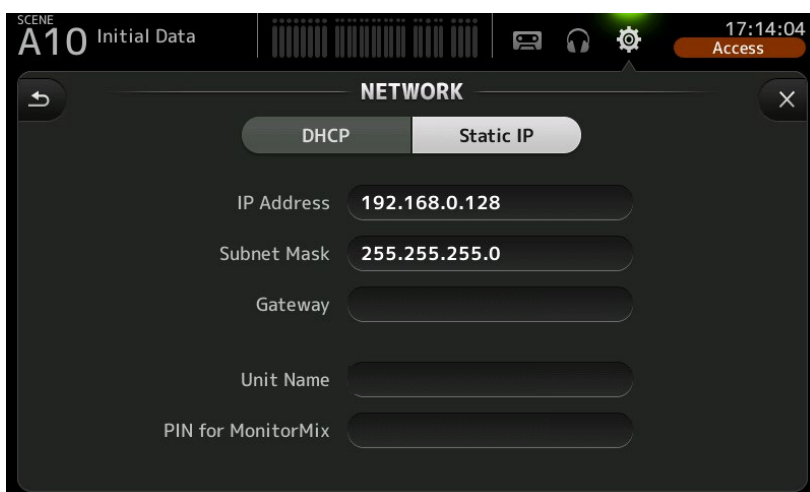 SCENE
A10 Initial Data
17:14:04
Access
NETWORK
DHCP
Static IP
IP Address 192.168.0.128
Subnet Mask 255.255.255.0
Gateway
Unit Name
PIN for MonitorMix